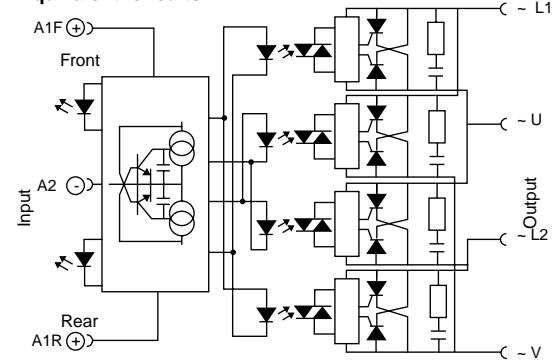 A1F +
Front
Input
A2 -
Rear
A1R +
~ L1
~ U
Output
~ L2
~ V